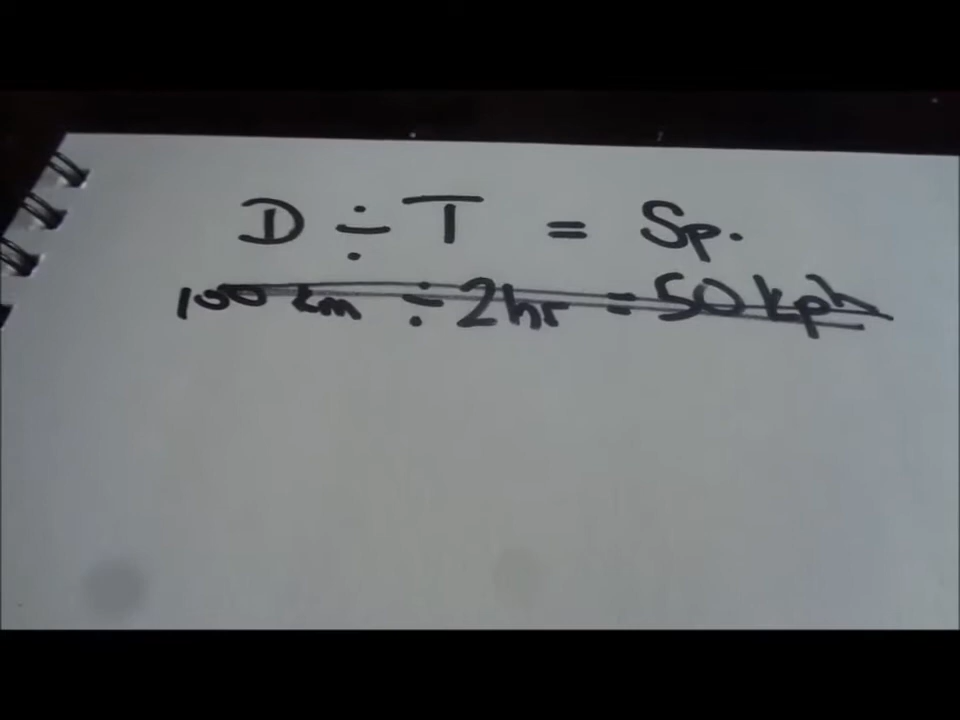 D ÷ T = Sp.
100 km ÷ 2hr = 50 kph